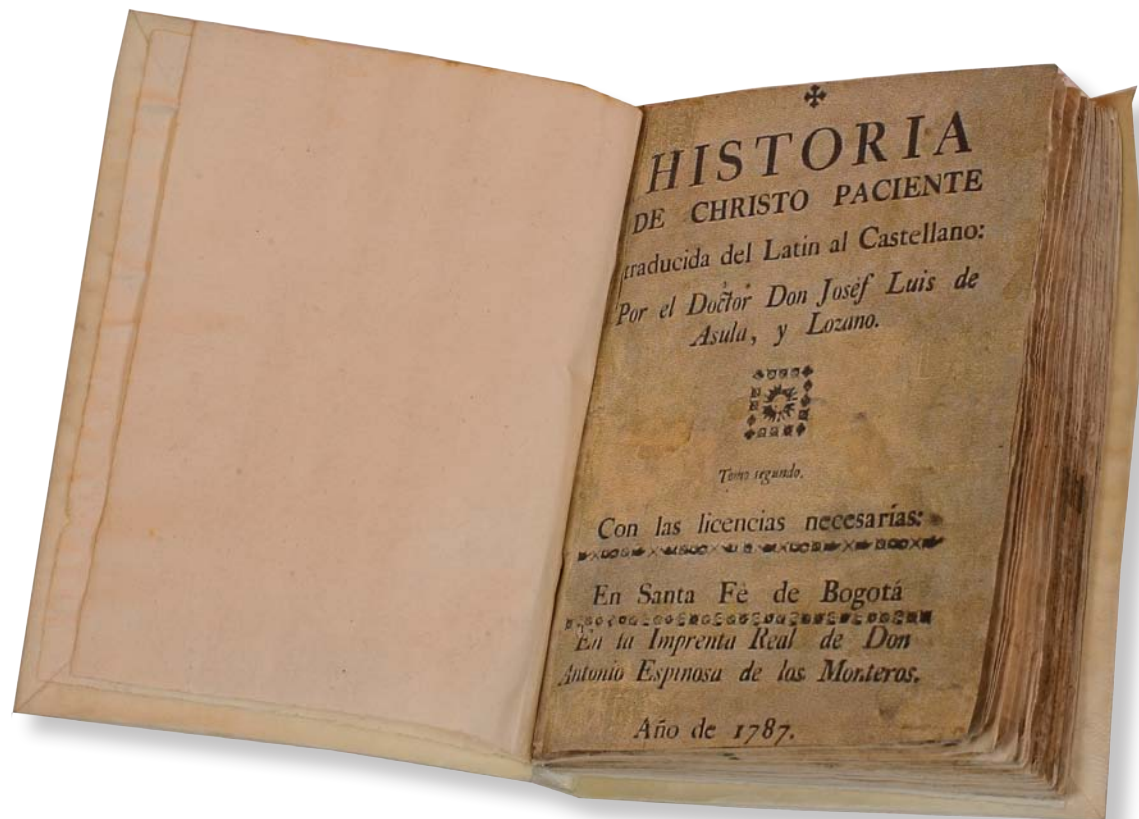 HISTORIA
DE CHRISTO PACIENTE
traducida del Latin al Castellano:
Por el Doctor Don Josef Luis de
Asula, y Lozano.
Tomo segundo.
Con las licencias necesarías:
En Santa Fè de Bogotá
En la Imprenta Real de Don
Antonio Espinosa de los Monteros.
Año de 1787.